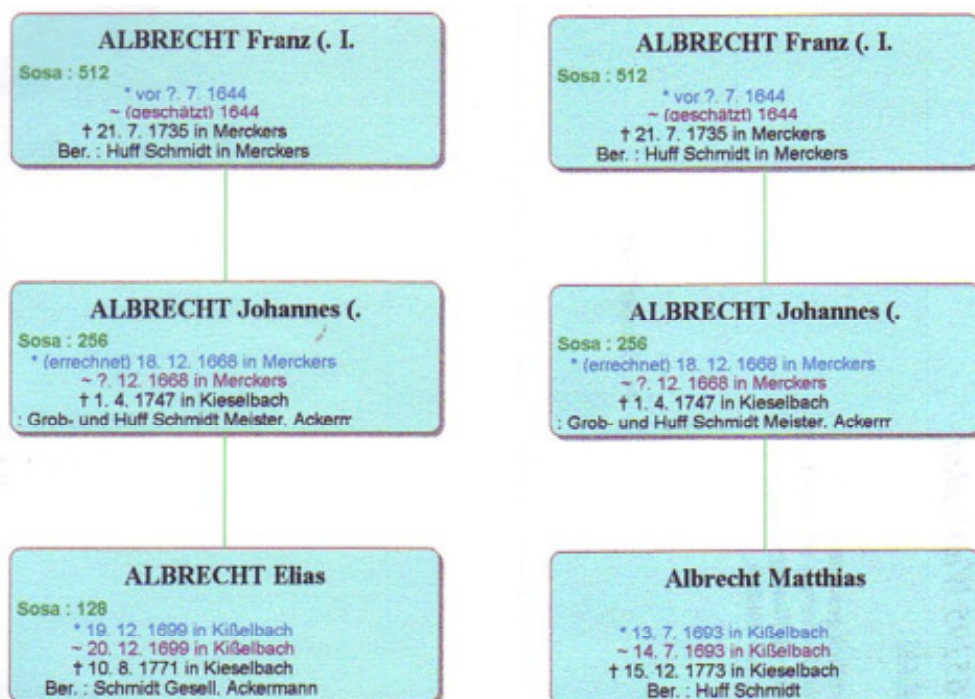 ALBRECHT Franz (. I.
Sosa : 512
* vor ?. 7. 1644
~ (geschätzt) 1644
† 21. 7. 1735 in Merckers
Ber. : Huff Schmidt in Merckers
ALBRECHT Johannes (.
Sosa : 256
* (errechnet) 18. 12. 1668 in Merckers
~ ?. 12. 1668 in Merckers
† 1. 4. 1747 in Kieselbach
: Grob- und Huff Schmidt Meister, Ackerm
ALBRECHT Elias
Sosa : 128
* 19. 12. 1699 in Kißelbach
~ 20. 12. 1699 in Kißelbach
† 10. 8. 1771 in Kieselbach
Ber. : Schmidt Gesell, Ackermann
ALBRECHT Franz (. I.
Sosa : 512
* vor ?. 7. 1644
~ (geschätzt) 1644
† 21. 7. 1735 in Merckers
Ber. : Huff Schmidt in Merckers
ALBRECHT Johannes (.
Sosa : 256
* (errechnet) 18. 12. 1668 in Merckers
~ ?. 12. 1668 in Merckers
† 1. 4. 1747 in Kieselbach
: Grob- und Huff Schmidt Meister, Ackerm
Albrecht Matthias
* 13. 7. 1693 in Kißelbach
~ 14. 7. 1693 in Kißelbach
† 15. 12. 1773 in Kieselbach
Ber. : Huff Schmidt